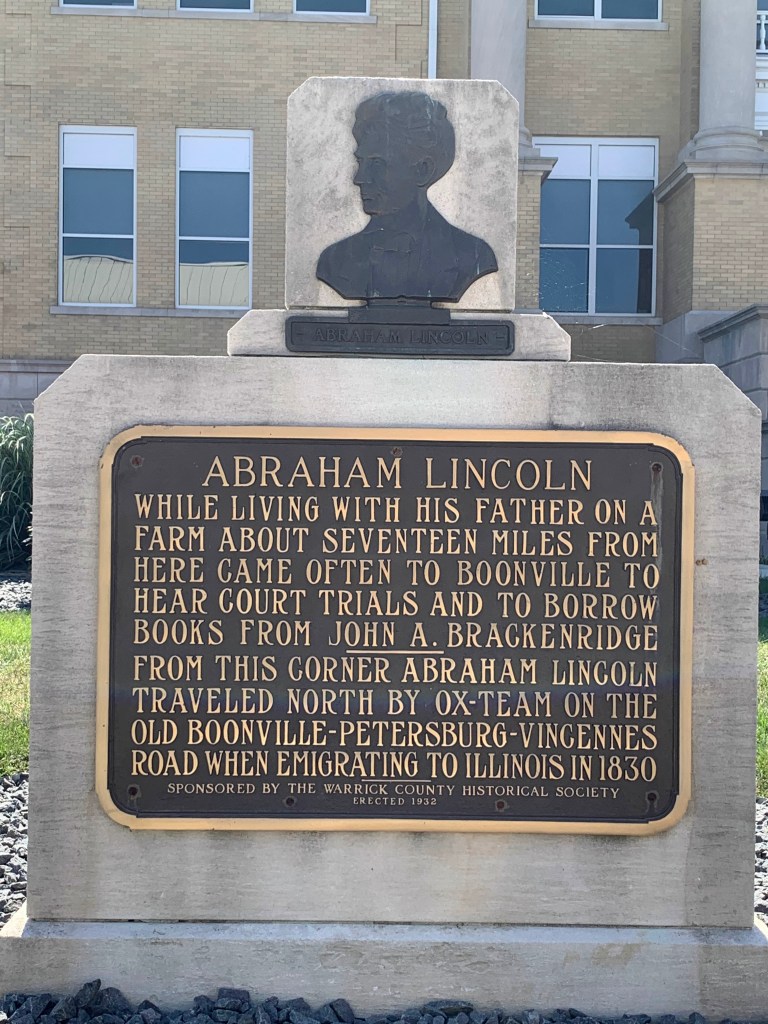 - ABRAHAM LINCOLN -
ABRAHAM LINCOLN
WHILE LIVING WITH HIS FATHER ON A
FARM ABOUT SEVENTEEN MILES FROM
HERE CAME OFTEN TO BOONVILLE TO
HEAR COURT TRIALS AND TO BORROW
BOOKS FROM JOHN A. BRACKENRIDGE
FROM THIS CORNER ABRAHAM LINCOLN
TRAVELED NORTH BY OX-TEAM ON THE
OLD BOONVILLE-PETERSBURG-VINCENNES
ROAD WHEN EMIGRATING TO ILLINOIS IN 1830
SPONSORED BY THE WARRICK COUNTY HISTORICAL SOCIETY
ERECTED 1932